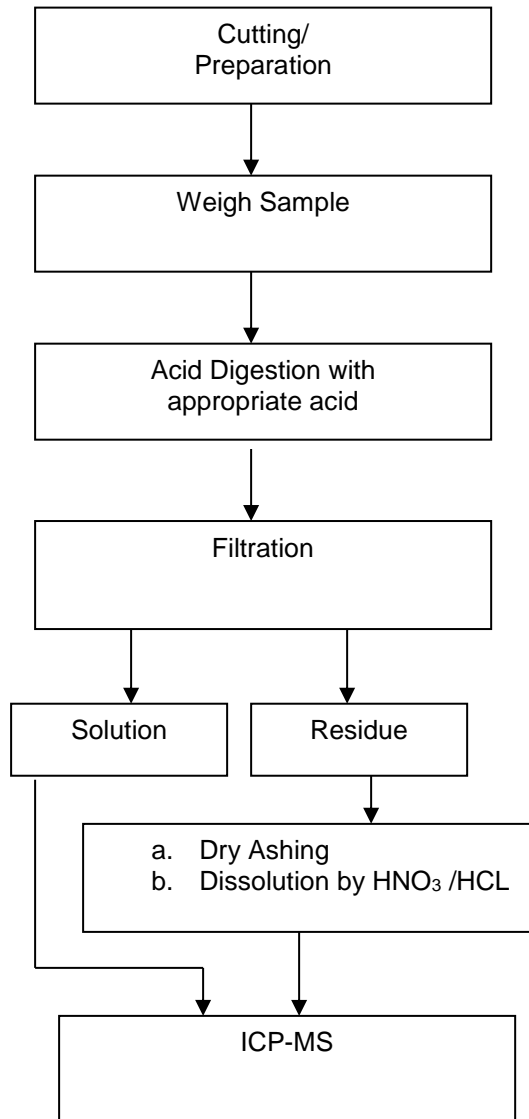 Cutting/
Preparation
Weigh Sample
Acid Digestion with
appropriate acid
Filtration
Solution
Residue
a. Dry Ashing
b. Dissolution by HNO₃ /HCL
ICP-MS